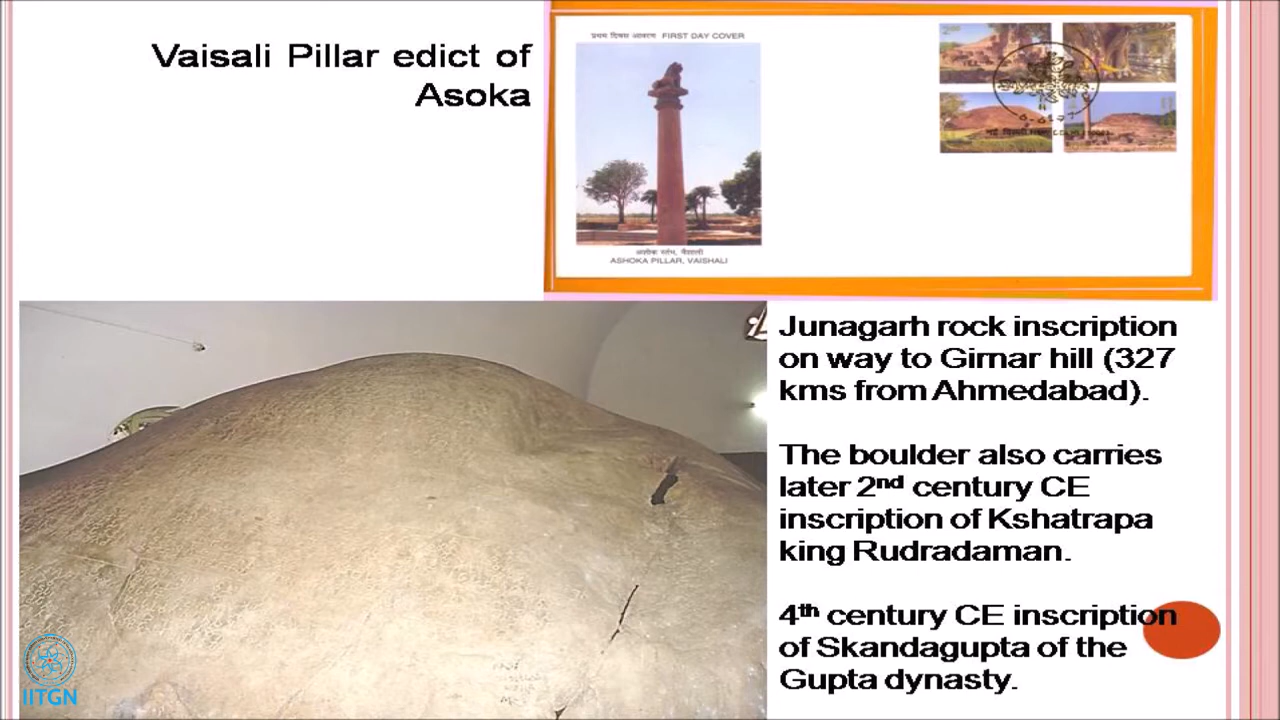 Vaisali Pillar edict of
Asoka
प्रथम दिवस आवरण FIRST DAY COVER
अशोक स्तंभ, वैशाली
ASHOKA PILLAR, VAISHALI
Junagarh rock inscription
on way to Girnar hill (327
kms from Ahmedabad).
The boulder also carries
later 2nd century CE
inscription of Kshatrapa
king Rudradaman.
4th century CE inscription
of Skandagupta of the
Gupta dynasty.
IITGN